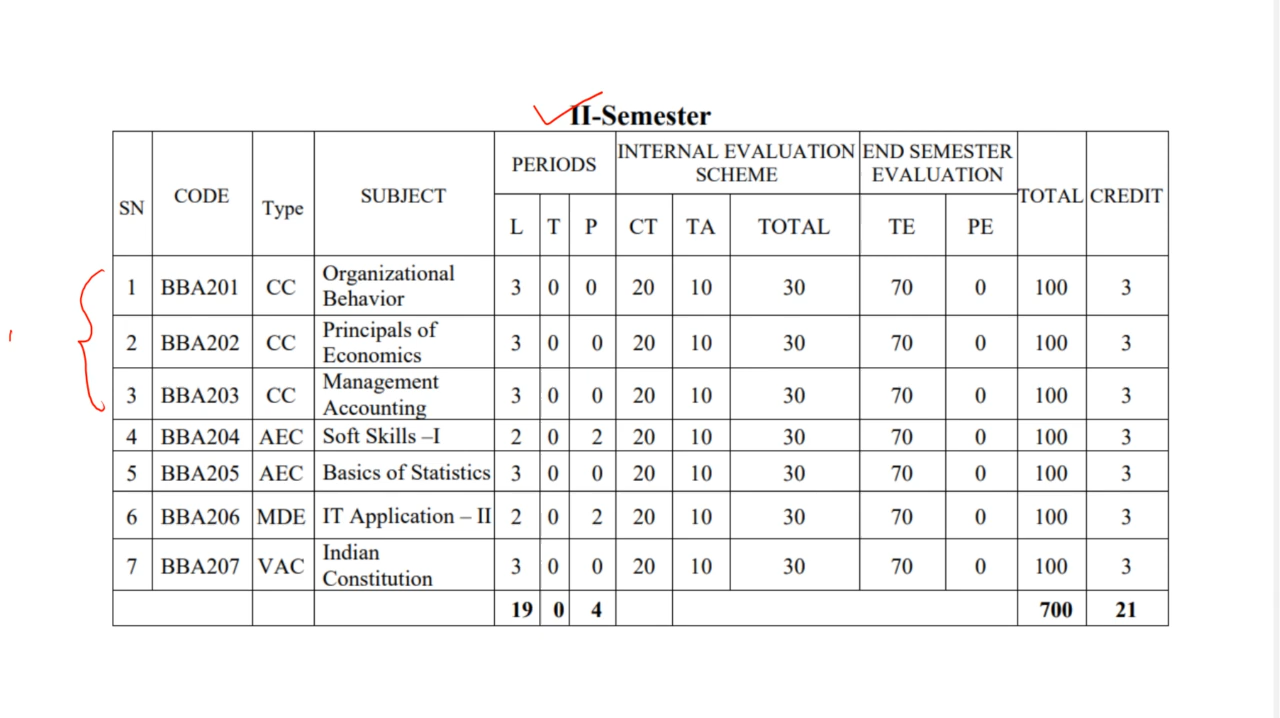 II-Semester
SN CODE Type SUBJECT PERIODS INTERNAL EVALUATION SCHEME END SEMESTER EVALUATION TOTAL CREDIT
L T P CT TA TOTAL TE PE
1 BBA201 CC Organizational Behavior 3 0 0 20 10 30 70 0 100 3
2 BBA202 CC Principals of Economics 3 0 0 20 10 30 70 0 100 3
3 BBA203 CC Management Accounting 3 0 0 20 10 30 70 0 100 3
4 BBA204 AEC Soft Skills –I 2 0 2 20 10 30 70 0 100 3
5 BBA205 AEC Basics of Statistics 3 0 0 20 10 30 70 0 100 3
6 BBA206 MDE IT Application – II 2 0 2 20 10 30 70 0 100 3
7 BBA207 VAC Indian Constitution 3 0 0 20 10 30 70 0 100 3
19 0 4 700 21